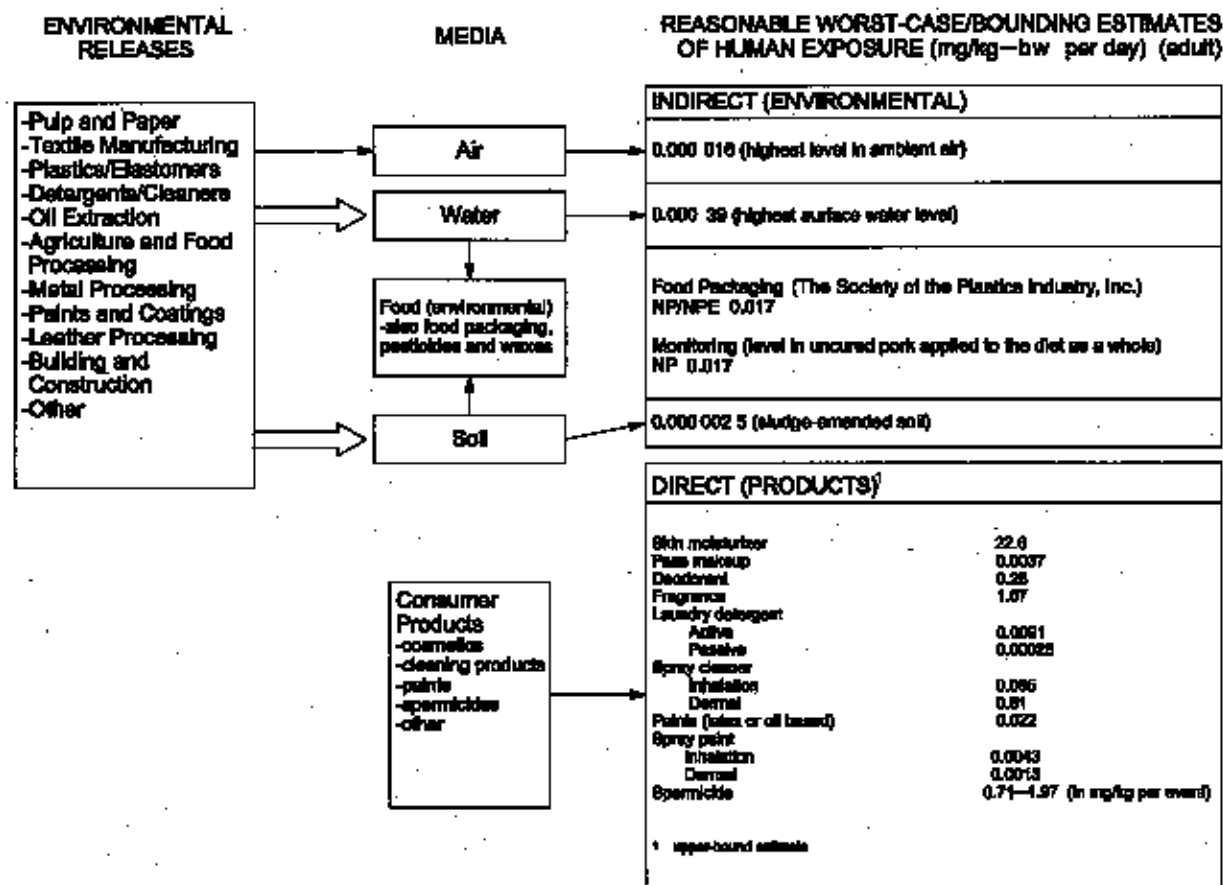 ENVIRONMENTAL
RELEASES
MEDIA
REASONABLE WORST-CASE/BOUNDING ESTIMATES
OF HUMAN EXPOSURE (mg/kg-bw per day) (adult)
-Pulp and Paper
-Textile Manufacturing
-Plastics/Elastomers
-Detergents/Cleaners
-Oil Extraction
-Agriculture and Food
Processing
-Metal Processing
-Paints and Coatings
-Leather Processing
-Building and
Construction
-Other
Air
Water
Food (environmental)
-also food packaging,
pesticides and waxes
Soil
INDIRECT (ENVIRONMENTAL)
0.000 016 (highest level in ambient air)
0.000 39 (highest surface water level)
Food Packaging (The Society of the Plastics Industry, Inc.)
NP/NPE 0.017
Monitoring (level in uncured pork applied to the diet as a whole)
NP 0.017
0.000 002 5 (sludge-amended soil)
Consumer
Products
-cosmetics
-cleaning products
-paints
-spermicides
-other
DIRECT (PRODUCTS)1
Skin moisturizer 22.6
Face makeup 0.0037
Deodorant 0.28
Fragrance 1.67
Laundry detergent
Active 0.0091
Passive 0.00025
Spray cleaner
Inhalation 0.065
Dermal
Paints (latex or oil based) 0.022
Spray paint
Inhalation 0.0043
Dermal 0.0013
Spermicide 0.71-1.97 (in mg/kg per event)
1 upper-bound estimate